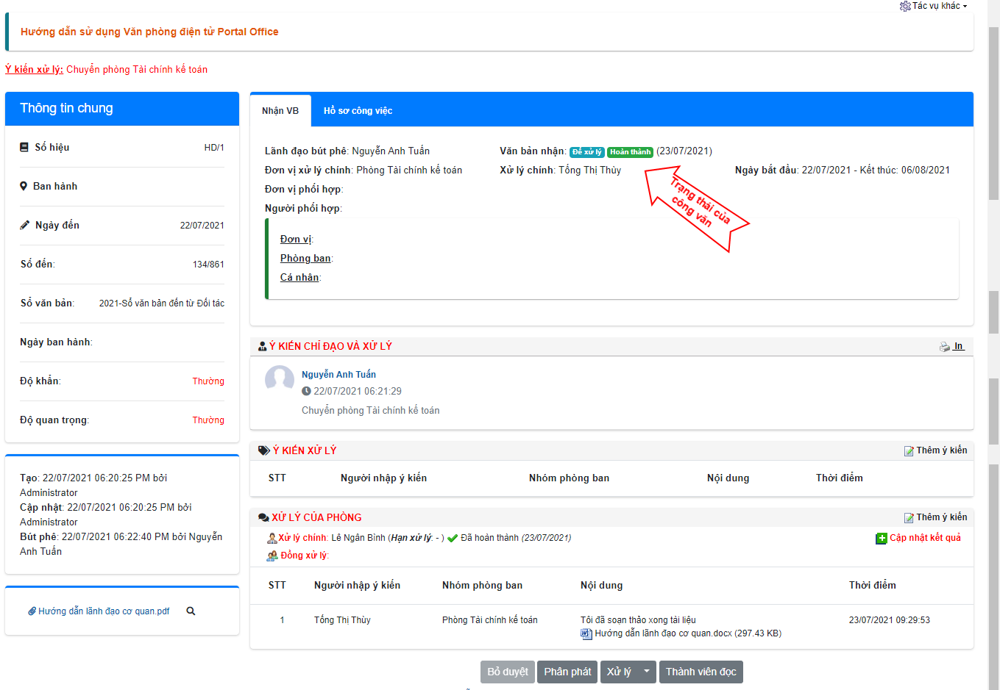 Tác vụ khác
Hướng dẫn sử dụng Văn phòng điện tử Portal Office
Ý kiến xử lý: Chuyển phòng Tài chính kế toán
Thông tin chung
Số hiệu HD/1
Ban hành
Ngày đến 22/07/2021
Số đến: 134/861
Sổ văn bản: 2021-Sổ văn bản đến từ Đối tác
Ngày ban hành:
Độ khẩn: Thường
Độ quan trọng: Thường
Tạo: 22/07/2021 06:20:25 PM bởi
Administrator
Cập nhật: 22/07/2021 06:20:25 PM bởi
Administrator
Bút phê: 22/07/2021 06:22:40 PM bởi Nguyễn
Anh Tuấn
Hướng dẫn lãnh đạo cơ quan.pdf
Nhận VB Hồ sơ công việc
Lãnh đạo bút phê: Nguyễn Anh Tuấn Văn bản nhận: Để xử lý Hoàn thành (23/07/2021)
Đơn vị xử lý chính: Phòng Tài chính kế toán Xử lý chính: Tống Thị Thùy Ngày bắt đầu: 22/07/2021 - Kết thúc: 06/08/2021
Đơn vị phối hợp:
Người phối hợp:
Trạng thái của
công văn
Đơn vị:
Phòng ban:
Cá nhân:
Ý KIẾN CHỈ ĐẠO VÀ XỬ LÝ In
Nguyễn Anh Tuấn
22/07/2021 06:21:29
Chuyển phòng Tài chính kế toán
Ý KIẾN XỬ LÝ Thêm ý kiến
STT Người nhập ý kiến Nhóm phòng ban Nội dung Thời điểm
XỬ LÝ CỦA PHÒNG Thêm ý kiến
Xử lý chính: Lê Ngân Bình (Hạn xử lý: - ) Đã hoàn thành (23/07/2021) Cập nhật kết quả
Đồng xử lý:
STT Người nhập ý kiến Nhóm phòng ban Nội dung Thời điểm
1 Tống Thị Thùy Phòng Tài chính kế toán Tôi đã soạn thảo xong tài liệu 23/07/2021 09:29:53
Hướng dẫn lãnh đạo cơ quan.docx (297.43 KB)
Bỏ duyệt Phân phát Xử lý Thành viên đọc